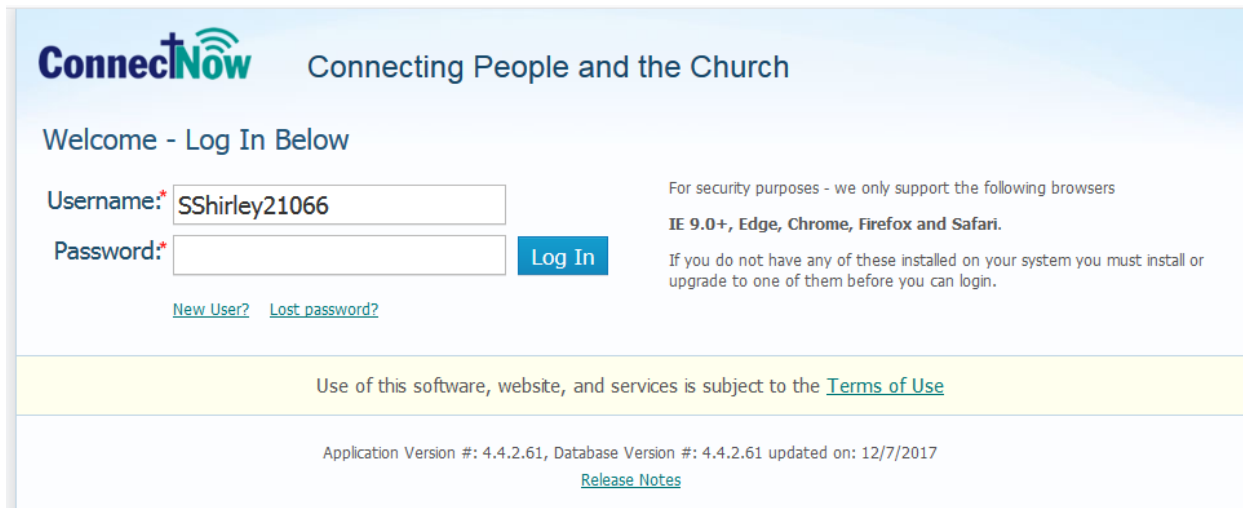 ConnectNow
Connecting People and the Church
Welcome - Log In Below
Username:* SShirley21066
Password:*
Log In
New User? Lost password?
For security purposes - we only support the following browsers
IE 9.0+, Edge, Chrome, Firefox and Safari.
If you do not have any of these installed on your system you must install or
upgrade to one of them before you can login.
Use of this software, website, and services is subject to the Terms of Use
Application Version #: 4.4.2.61, Database Version #: 4.4.2.61 updated on: 12/7/2017
Release Notes